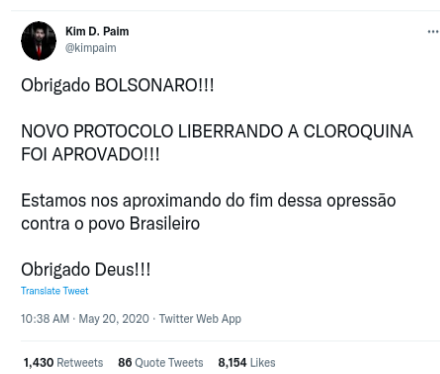 Kim D. Paim
@kimpaim
Obrigado BOLSONARO!!!
NOVO PROTOCOLO LIBERRANDO A CLOROQUINA
FOI APROVADO!!!
Estamos nos aproximando do fim dessa opressão
contra o povo Brasileiro
Obrigado Deus!!!
Translate Tweet
10:38 AM · May 20, 2020 · Twitter Web App
1,430 Retweets 86 Quote Tweets 8,154 Likes